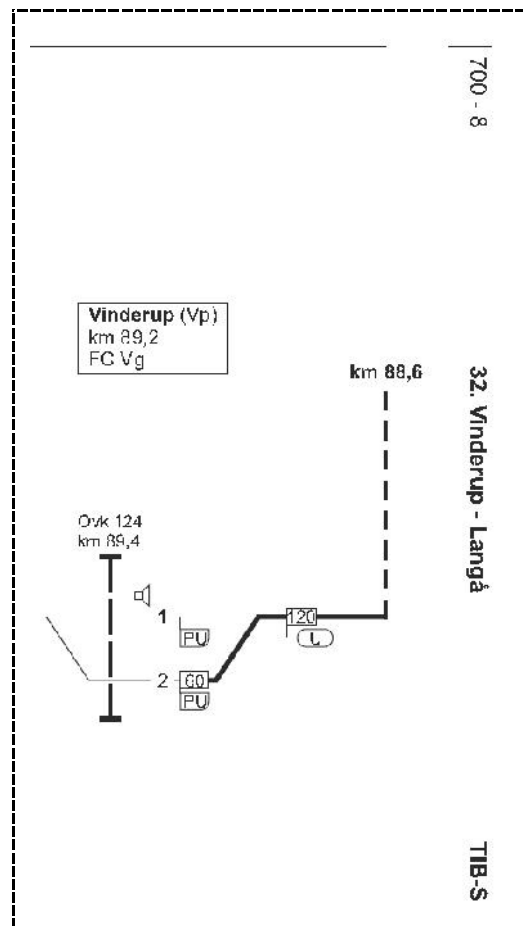 700 - 8
32. Vinderup - Langå
TIB-S
Vinderup (Vp)
km 89,2
FC Vg
km 88,6
Ovk 124
km 89,4
1
PU
120
U
2
60
PU